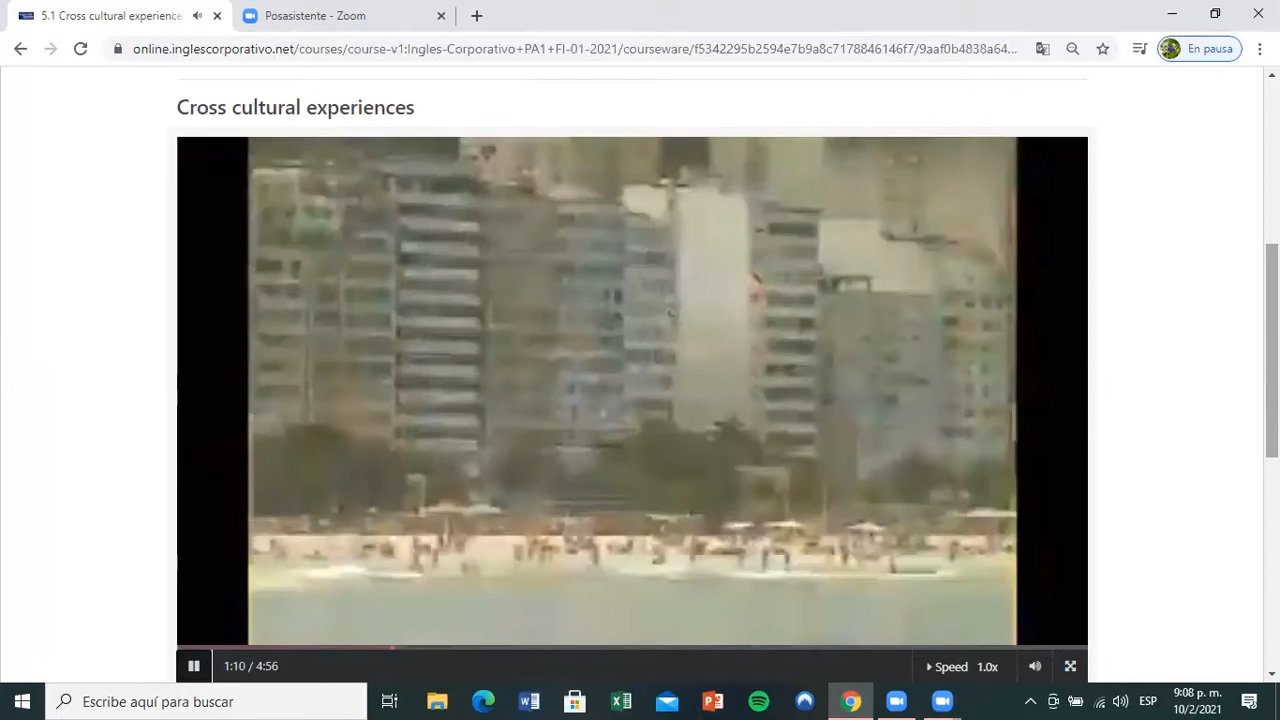 5.1 Cross cultural experience
Posasistente - Zoom
online.inglescorporativo.net/courses/course-v1:Ingles-Corporativo+PA1+FI-01-2021/courseware/f5342295b2594e7b9a8c7178846146f7/9aaf0b4838a64...
En pausa
Cross cultural experiences
1:10 / 4:56
Speed 1.0x
Escribe aquí para buscar
ESP
9:08 p. m.
10/2/2021